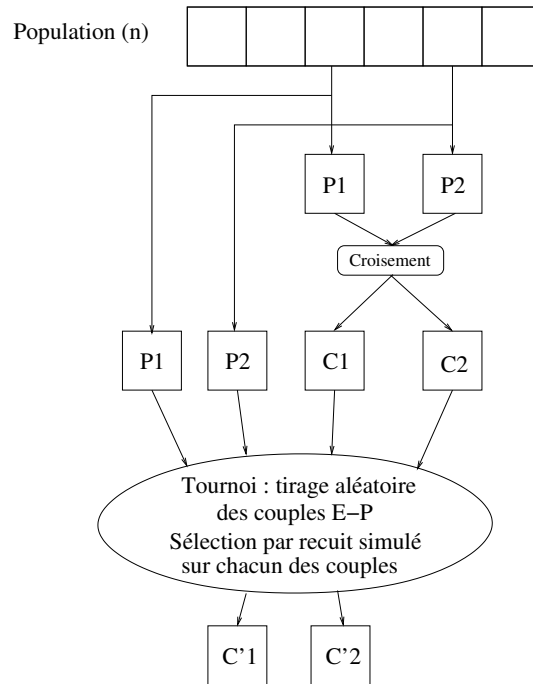 Population (n)
P1
P2
Croisement
P1
P2
C1
C2
Tournoi : tirage aléatoire
des couples E−P
Sélection par recuit simulé
sur chacun des couples
C'1
C'2